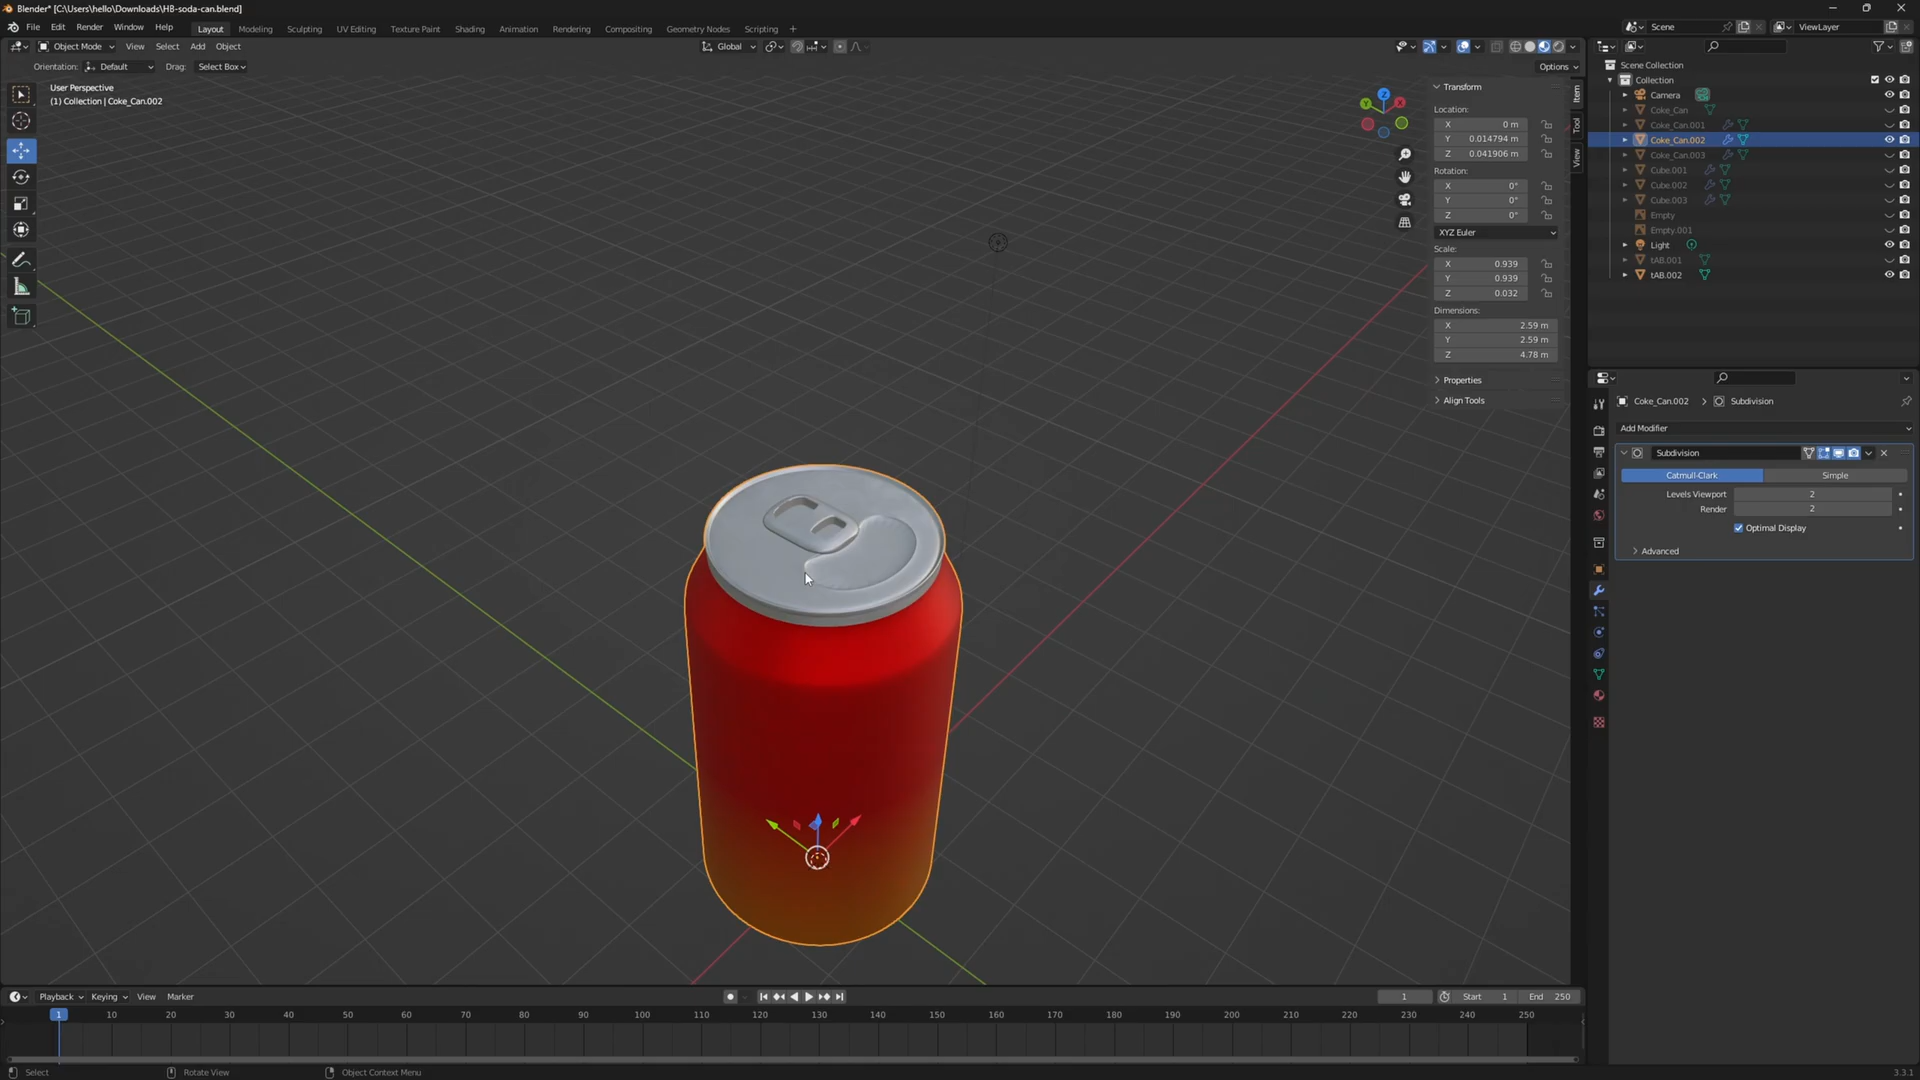 Blender* [C:\Users\hello\Downloads\HB-soda-can.blend]
File Edit Render Window Help Layout Modeling Sculpting UV Editing Texture Paint Shading Animation Rendering Compositing Geometry Nodes Scripting + Scene ViewLayer
Object Mode View Select Add Object Global
Orientation: Default Drag: Select Box Options
User Perspective
(1) Collection | Coke_Can.002
Z
Y
X
Transform
Location:
X 0 m
Y 0.014794 m
Z 0.041906 m
Rotation:
X 0°
Y 0°
Z 0°
XYZ Euler
Scale:
X 0.939
Y 0.939
Z 0.032
Dimensions:
X 2.59 m
Y 2.59 m
Z 4.78 m
Properties
Align Tools
Item
Tool
View
Scene Collection
Collection
Camera
Coke_Can
Coke_Can.001
Coke_Can.002
Coke_Can.003
Cube.001
Cube.002
Cube.003
Empty
Empty.001
Light
tAB.001
tAB.002
Coke_Can.002 > Subdivision
Add Modifier
Subdivision
Catmull-Clark Simple
Levels Viewport 2
Render 2
Optimal Display
Advanced
Playback Keying View Marker 1 Start 1 End 250
1 10 20 30 40 50 60 70 80 90 100 110 120 130 140 150 160 170 180 190 200 210 220 230 240 250
Select Rotate View Object Context Menu 3.3.1